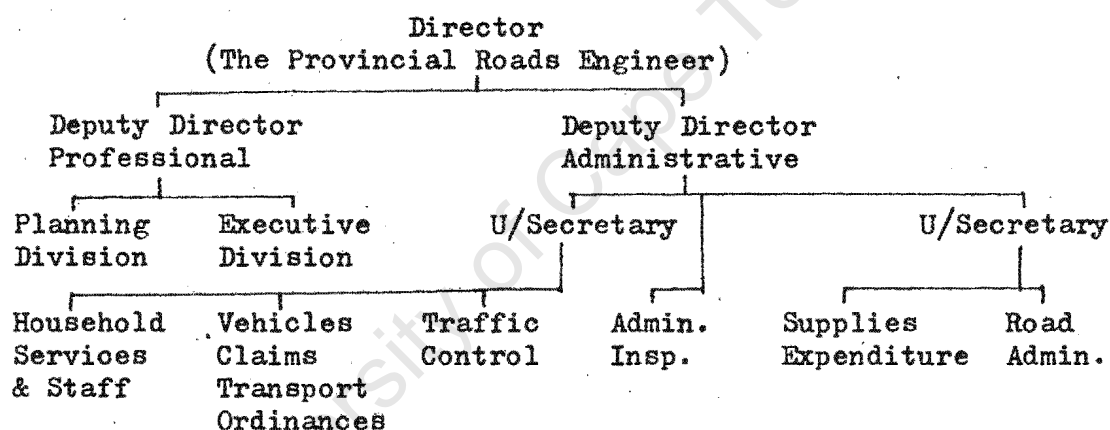 Director
(The Provincial Roads Engineer)
Deputy Director Deputy Director
Professional Administrative
Planning Executive U/Secretary U/Secretary
Division Division
Household Vehicles Traffic Admin. Supplies Road
Services Claims Control Insp. Expenditure Admin.
& Staff Transport
Ordinances